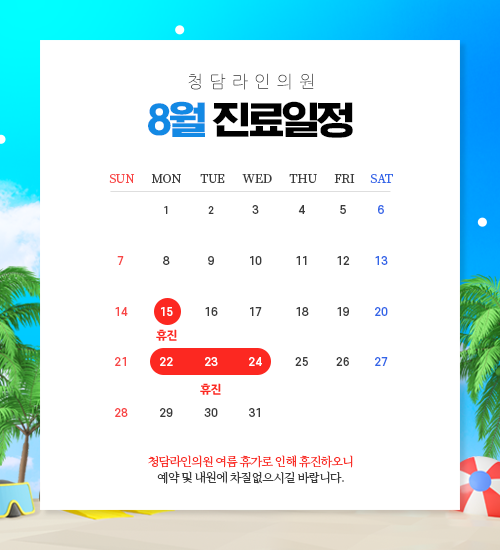 청담라인의원
8월 진료일정
SUN MON TUE WED THU FRI SAT
1 2 3 4 5 6
7 8 9 10 11 12 13
14 15 16 17 18 19 20
휴진
21 22 23 24 25 26 27
휴진
28 29 30 31
청담라인의원 여름 휴가로 인해 휴진하오니
예약 및 내원에 차질없으시길 바랍니다.